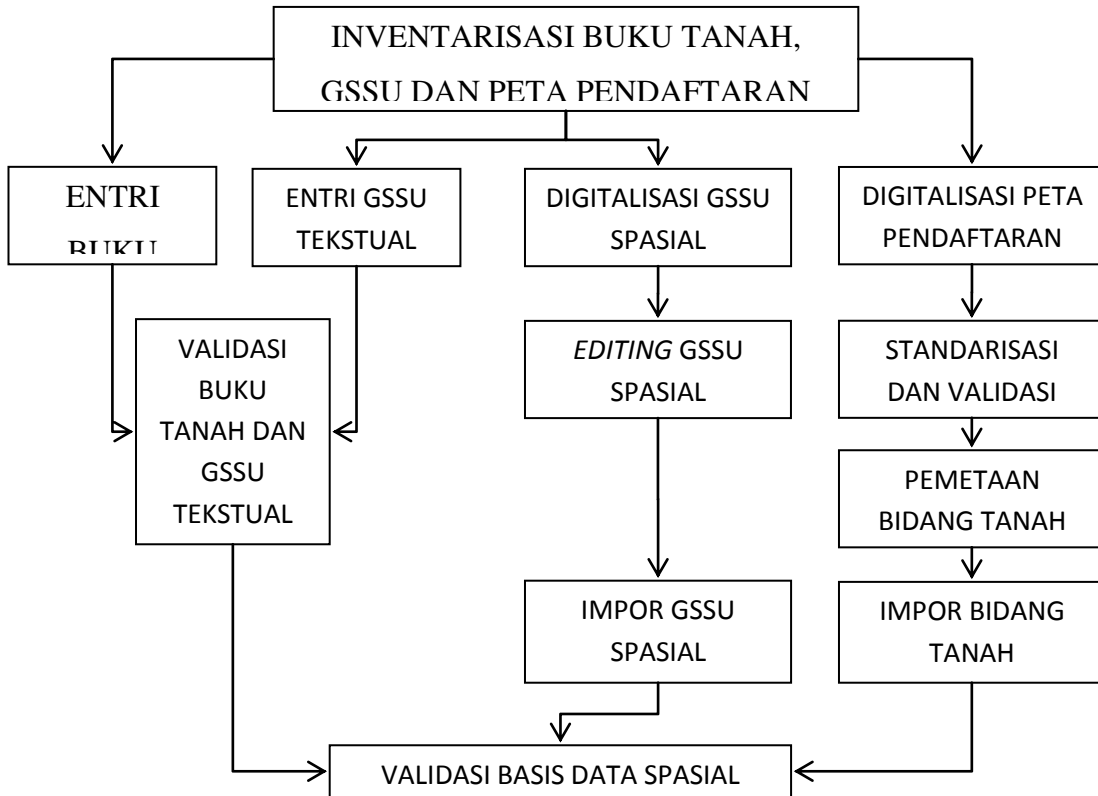 INVENTARISASI BUKU TANAH,
GSSU DAN PETA PENDAFTARAN
ENTRI
BUKU
ENTRI GSSU
TEKSTUAL
DIGITALISASI GSSU
SPASIAL
DIGITALISASI PETA
PENDAFTARAN
VALIDASI
BUKU
TANAH DAN
GSSU
TEKSTUAL
EDITING GSSU
SPASIAL
STANDARISASI
DAN VALIDASI
PEMETAAN
BIDANG TANAH
IMPOR GSSU
SPASIAL
IMPOR BIDANG
TANAH
VALIDASI BASIS DATA SPASIAL